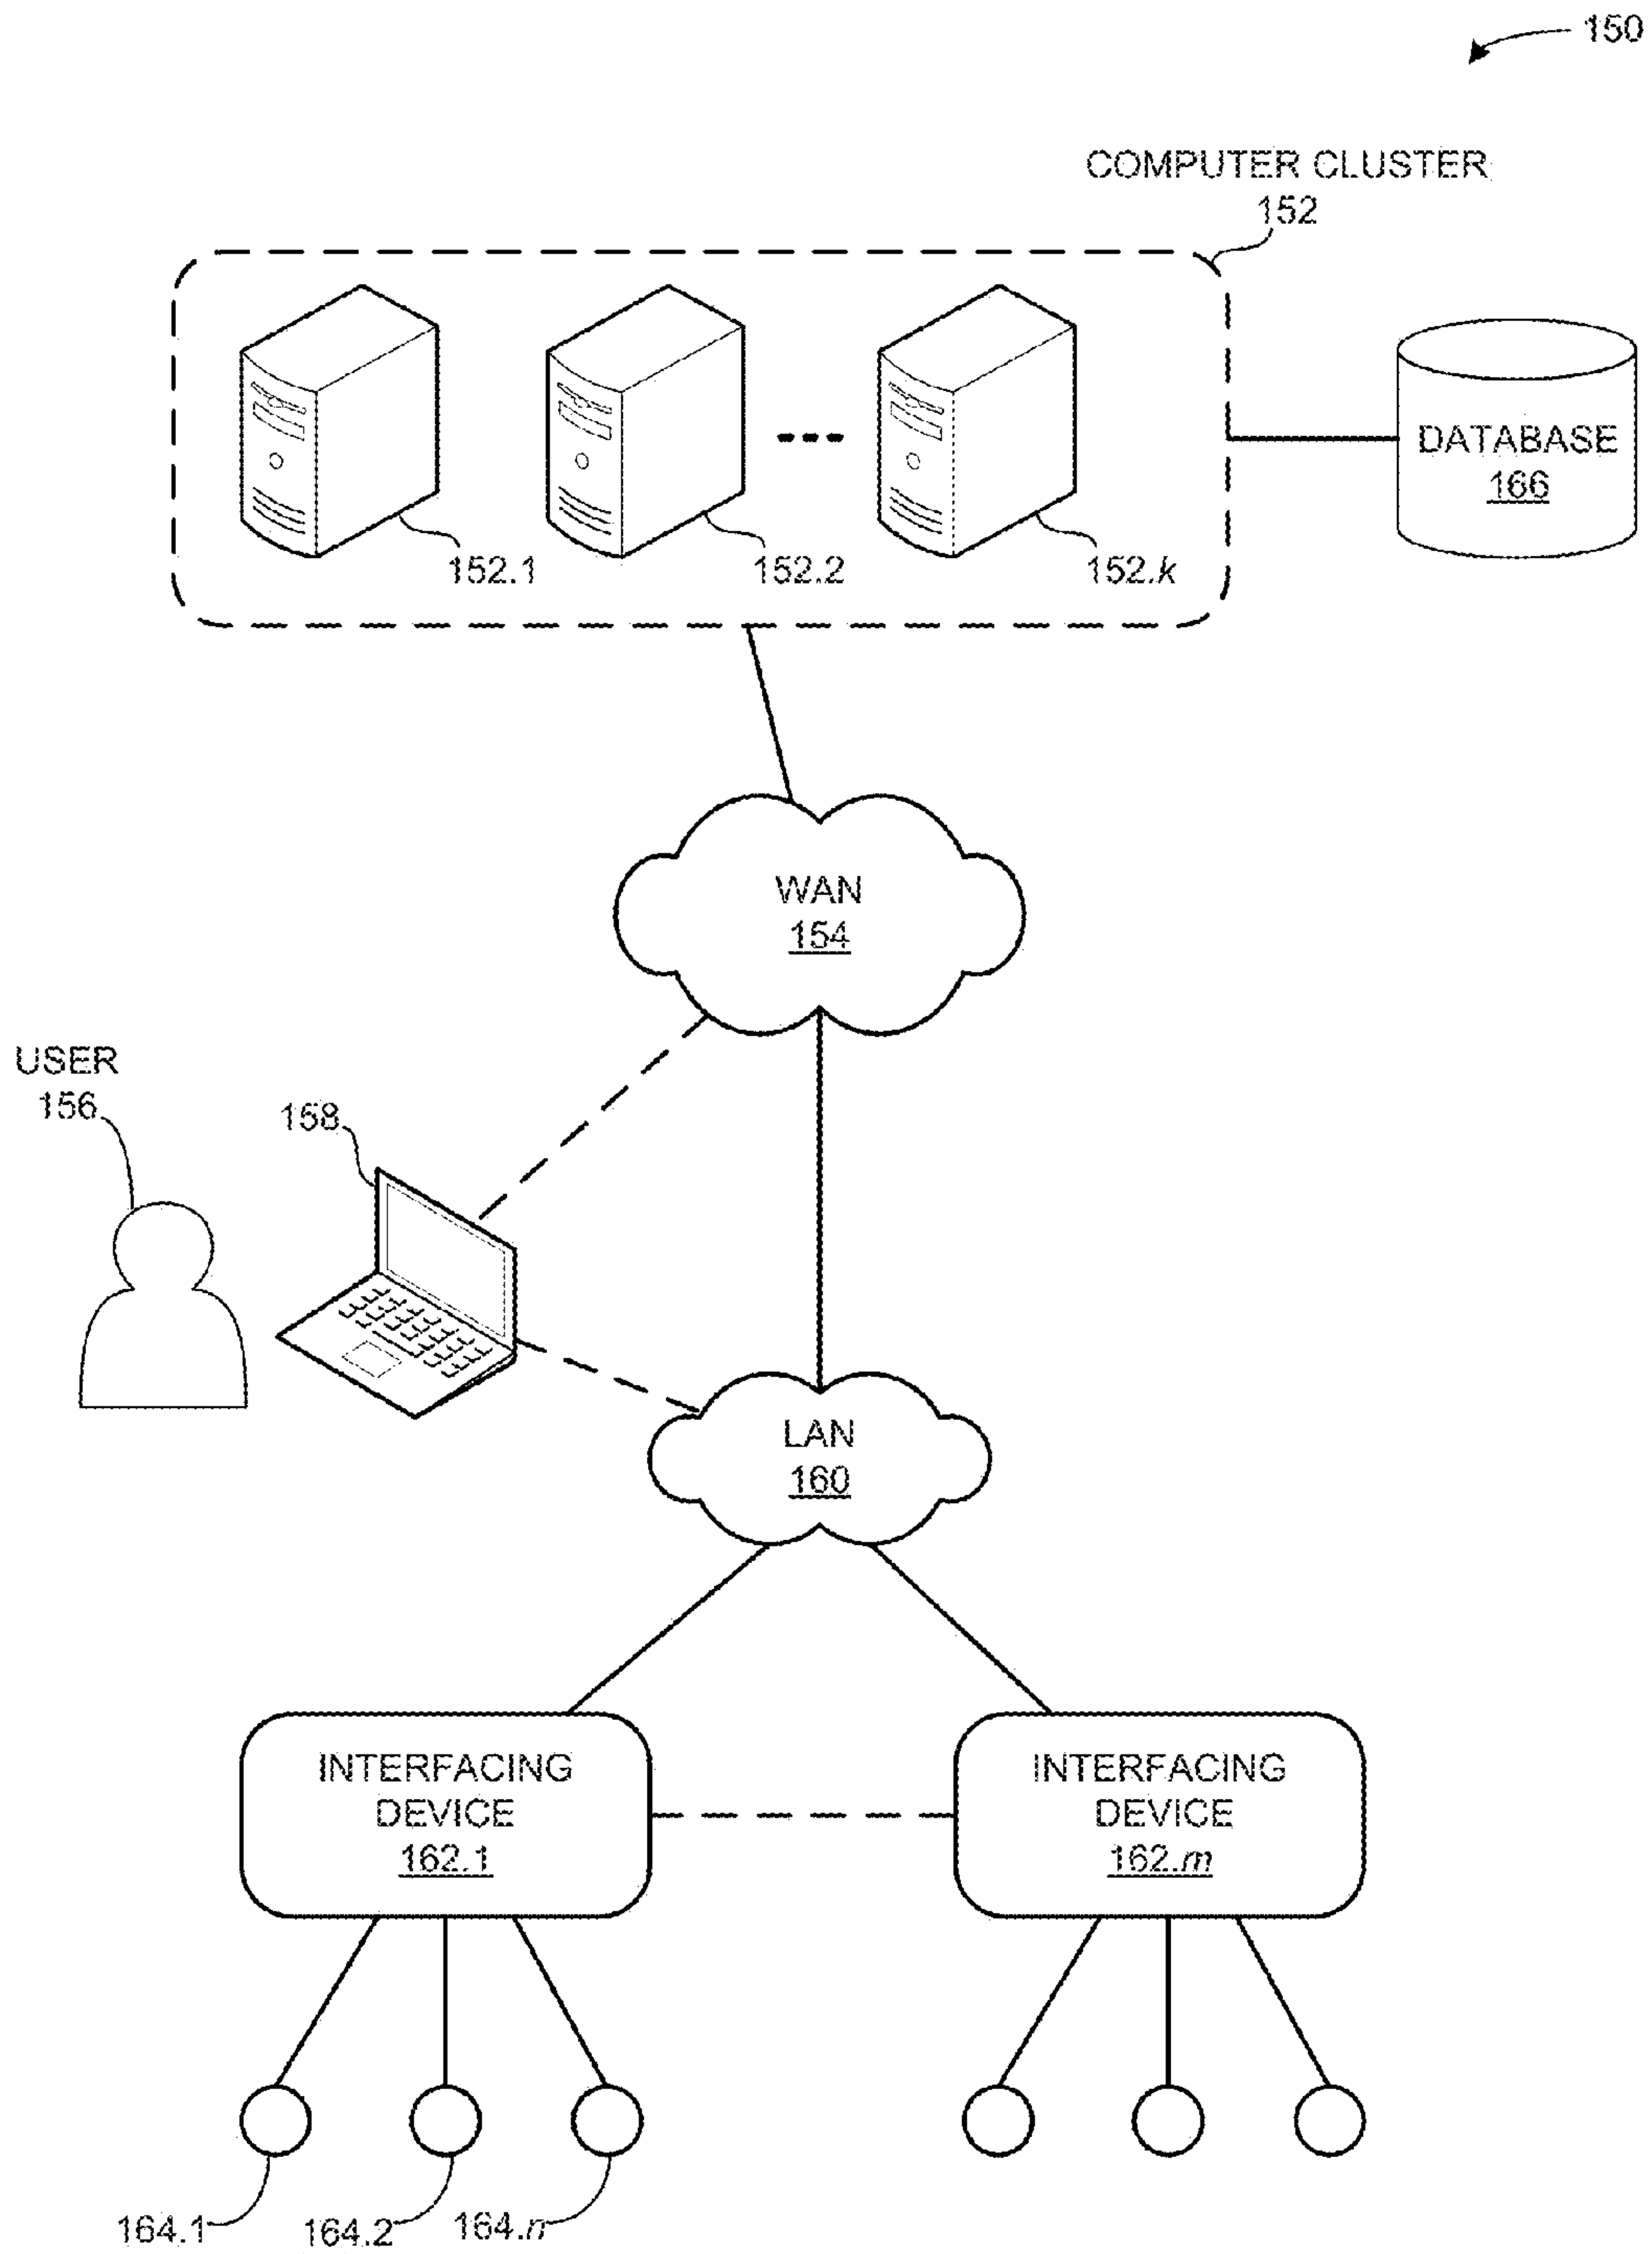 150
COMPUTER CLUSTER
152
DATABASE
166
152.1
152.2
152.k
WAN
154
USER
156
158
LAN
160
INTERFACING
DEVICE
162.1
INTERFACING
DEVICE
162.m
164.1
164.2
164.n